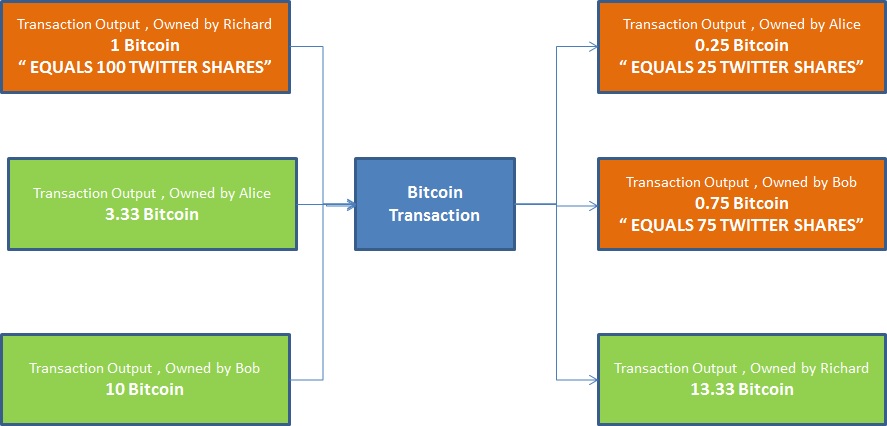 Transaction Output , Owned by Richard
1 Bitcoin
“ EQUALS 100 TWITTER SHARES”
Transaction Output , Owned by Alice
3.33 Bitcoin
Transaction Output , Owned by Bob
10 Bitcoin
Bitcoin
Transaction
Transaction Output , Owned by Alice
0.25 Bitcoin
“ EQUALS 25 TWITTER SHARES”
Transaction Output , Owned by Bob
0.75 Bitcoin
“ EQUALS 75 TWITTER SHARES”
Transaction Output , Owned by Richard
13.33 Bitcoin